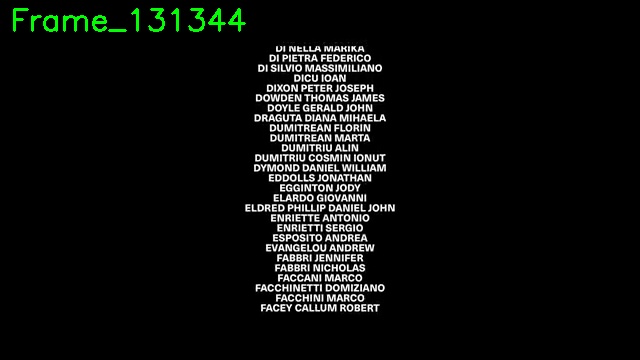 Frame_131344
DI NELLA MARIKA
DI PIETRA FEDERICO
DI SILVIO MASSIMILIANO
DICU IOAN
DIXON PETER JOSEPH
DOWDEN THOMAS JAMES
DOYLE GERALD JOHN
DRAGUTA DIANA MIHAELA
DUMITREAN FLORIN
DUMITREAN MARTA
DUMITRIU ALIN
DUMITRIU COSMIN IONUT
DYMOND DANIEL WILLIAM
EDDOLLS JONATHAN
EGGINTON JODY
ELARDO GIOVANNI
ELDRED PHILLIP DANIEL JOHN
ENRIETTE ANTONIO
ENRIETTI SERGIO
ESPOSITO ANDREA
EVANGELOU ANDREW
FABBRI JENNIFER
FABBRI NICHOLAS
FACCANI MARCO
FACCHINETTI DOMIZIANO
FACCHINI MARCO
FACEY CALLUM ROBERT